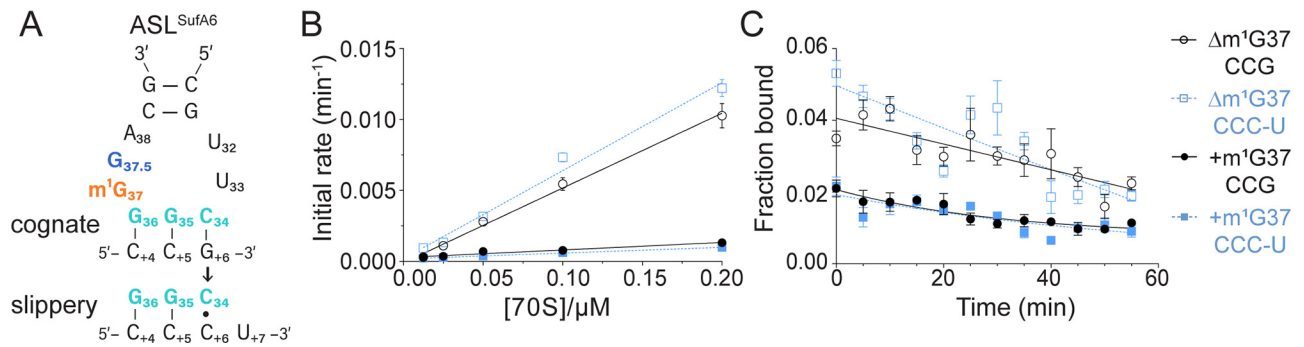 A
ASL^SufA6
3′ 5′
G – C
C – G
A38
U32
G37.5
U33
m¹G37
cognate
G36 G35 C34
5′– C+4 C+5 G+6 –3′
slippery
G36 G35 C34
•
5′– C+4 C+5 C+6 U+7 –3′
B
Initial rate (min⁻¹)
0.015
0.010
0.005
0.000
0.00 0.05 0.10 0.15 0.20
[70S]/µM
C
Fraction bound
0.06
0.04
0.02
0.00
0 20 40 60
Time (min)
Δm¹G37
CCG
Δm¹G37
CCC-U
+m¹G37
CCG
+m¹G37
CCC-U